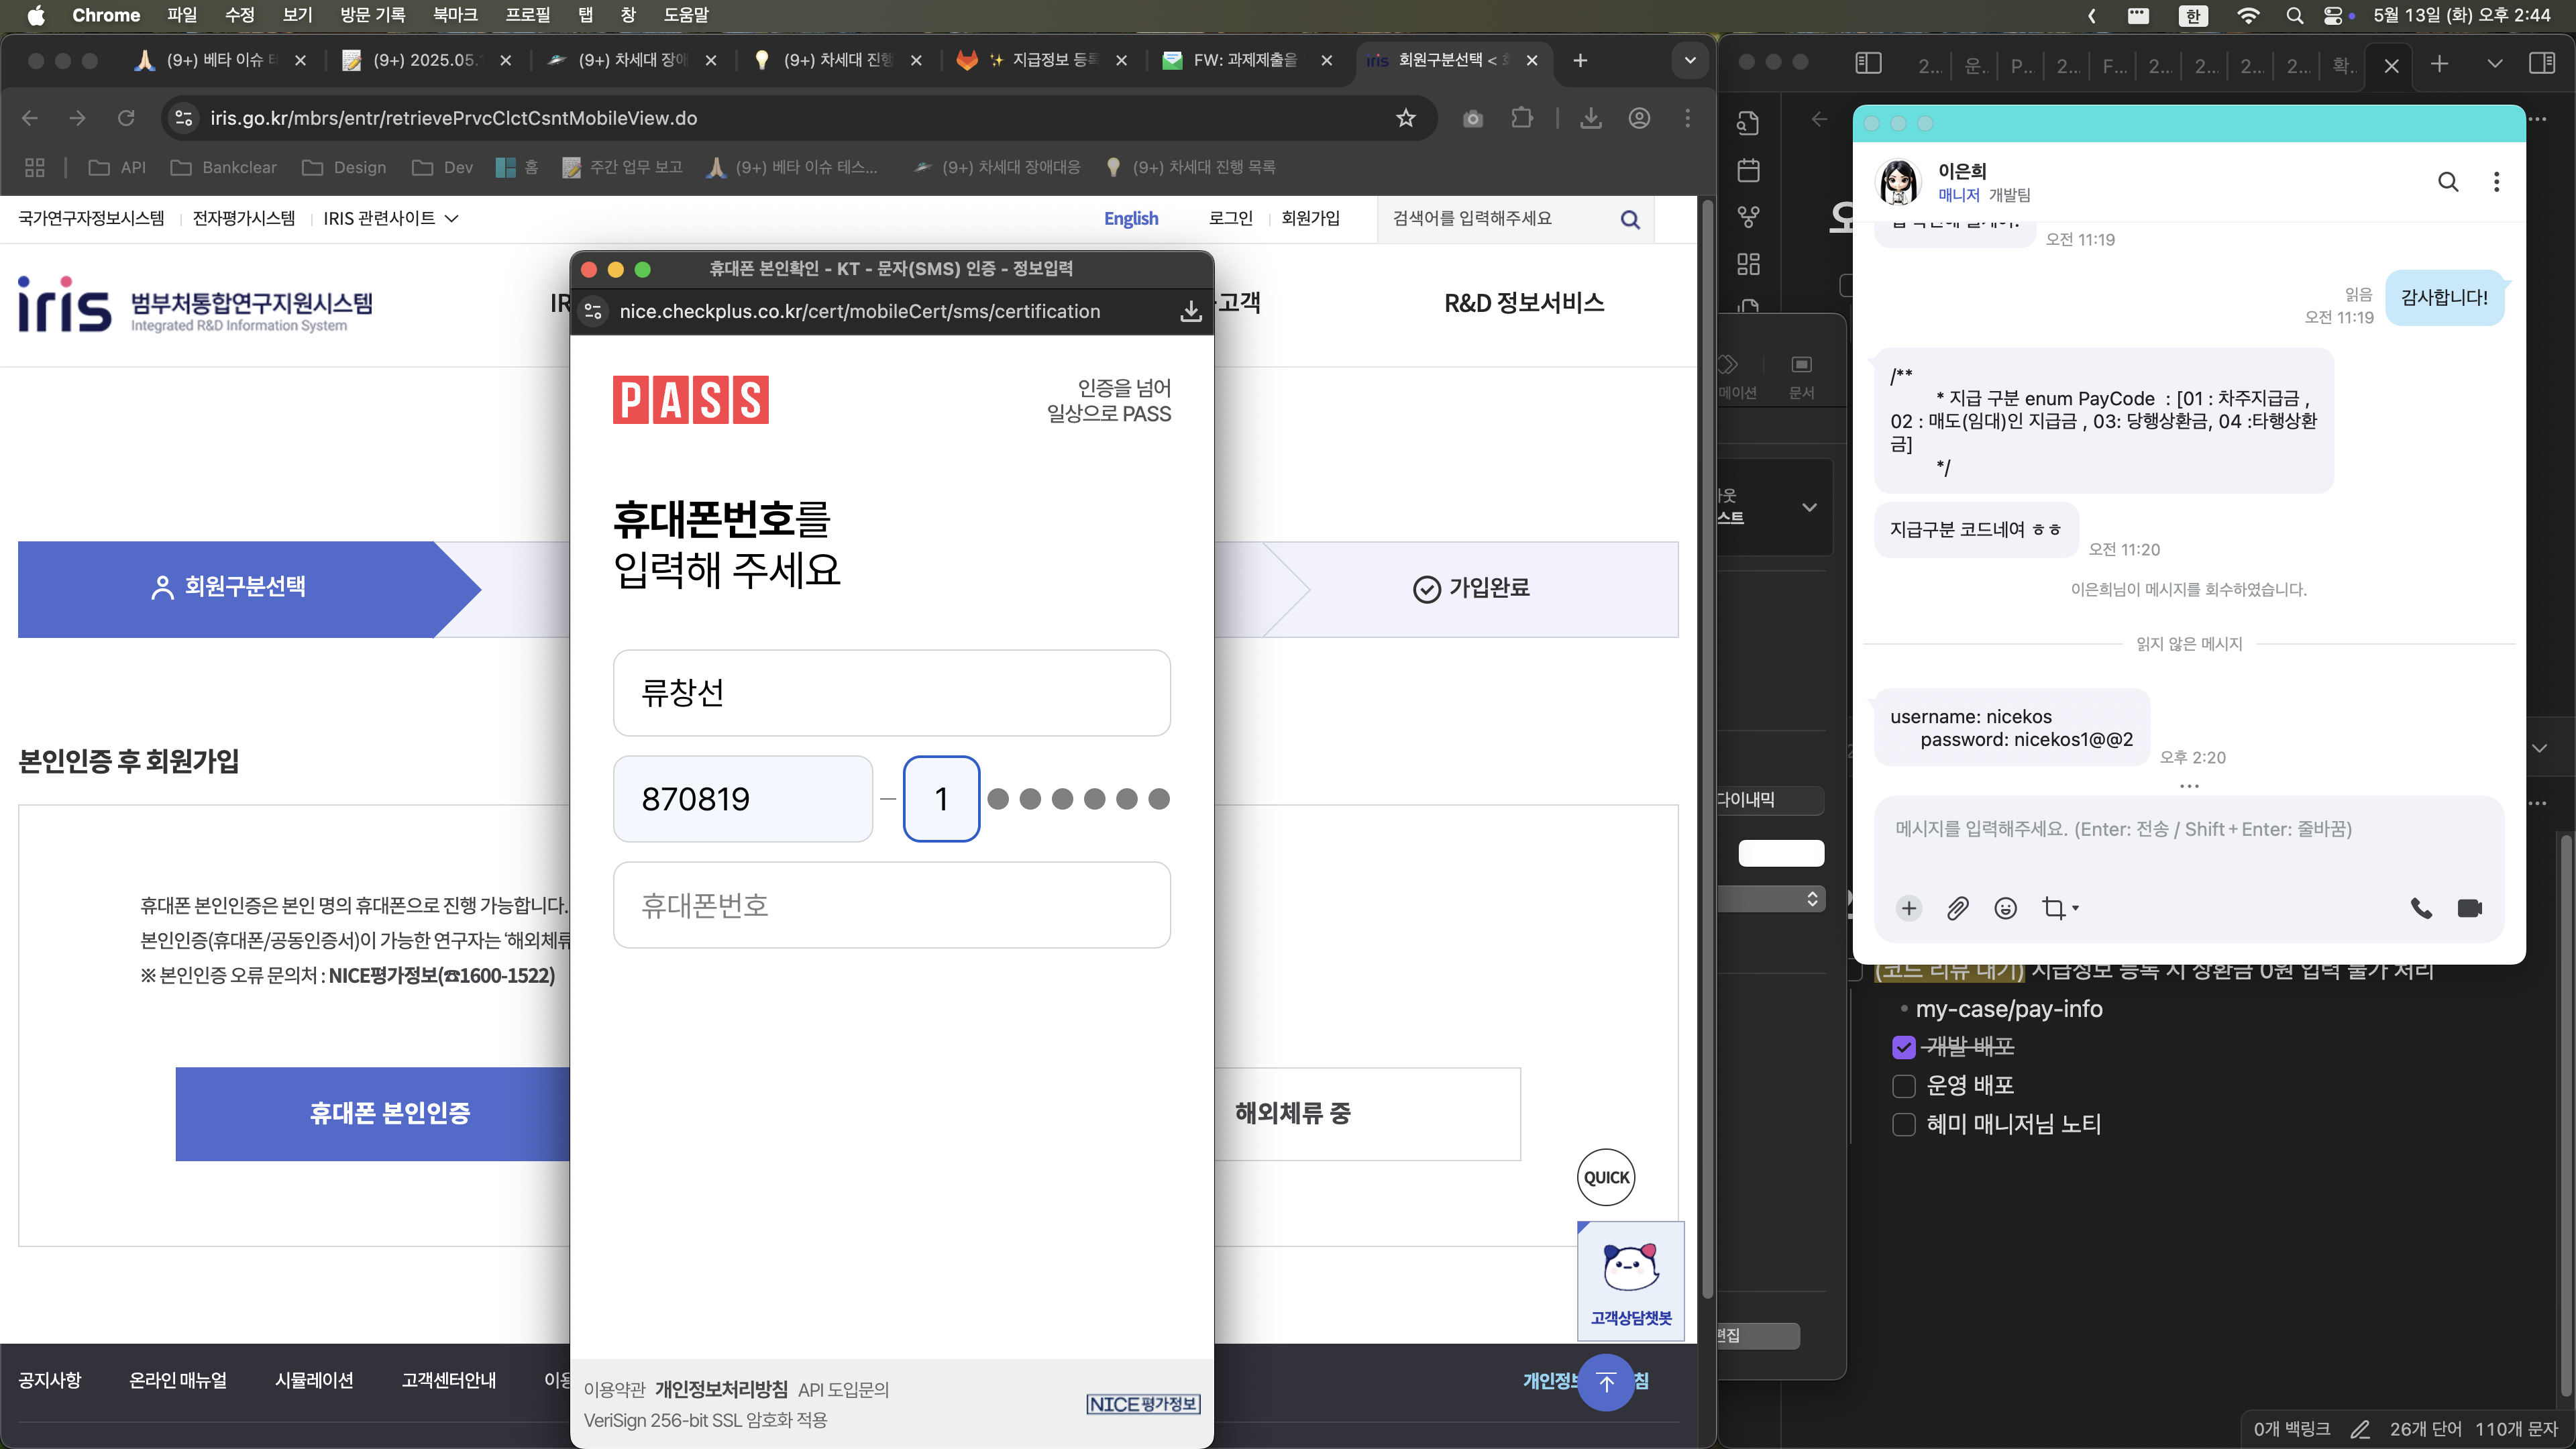 Chrome 파일 수정 보기 방문 기록 북마크 프로필 탭 창 도움말
한 5월 13일 (화) 오후 2:44
(9+) 베타 이슈 (9+) 2025.05. (9+) 차세대 장애 (9+) 차세대 진행 지급정보 등록 FW: 과제제출을 iris 회원구분선택 <
iris.go.kr/mbrs/entr/retrievePrvcClctCsntMobileView.do
API Bankclear Design Dev 홈 주간 업무 보고 (9+) 베타 이슈 테스... (9+) 차세대 장애대응 (9+) 차세대 진행 목록
국가연구자정보시스템 전자평가시스템 IRIS 관련사이트 English 로그인 회원가입 검색어를 입력해주세요
iris 범부처통합연구지원시스템
Integrated R&D Information System
고객 R&D 정보서비스
회원구분선택
가입완료
본인인증 후 회원가입
휴대폰 본인인증은 본인 명의 휴대폰으로 진행 가능합니다.
본인인증(휴대폰/공동인증서)이 가능한 연구자는 ‘해외체류
※ 본인인증 오류 문의처 : NICE평가정보(☎1600-1522)
휴대폰 본인인증
해외체류 중
QUICK
고객상담챗봇
공지사항 온라인 매뉴얼 시뮬레이션 고객센터안내
휴대폰 본인확인 - KT - 문자(SMS) 인증 - 정보입력
nice.checkplus.co.kr/cert/mobileCert/sms/certification
PASS
인증을 넘어
일상으로 PASS
휴대폰번호를
입력해 주세요
류창선
870819 – 1
휴대폰번호
이용약관 개인정보처리방침 API 도입문의
VeriSign 256-bit SSL 암호화 적용
NICE평가정보
2... 운.. P... 2... F... 2... 2... 2... 2... 확..
메이션 문서
스트
다이내믹
편집
이은희
매니저 개발팀
오전 11:19
감사합니다!
읽음
오전 11:19
/**
* 지급 구분 enum PayCode : [01 : 차주지급금 ,
02 : 매도(임대)인 지급금 , 03: 당행상환금, 04 :타행상환
금]
*/
지급구분 코드네여 ㅎㅎ
오전 11:20
이은희님이 메시지를 회수하였습니다.
읽지 않은 메시지
username: nicekos
password: nicekos1@@2
오후 2:20
메시지를 입력해주세요. (Enter: 전송 / Shift + Enter: 줄바꿈)
(코드 리뷰 대기) 지급정보 등록 시 상환금 0원 입력 불가 처리
my-case/pay-info
개발 배포
운영 배포
혜미 매니저님 노티
0개 백링크 26개 단어 110개 문자